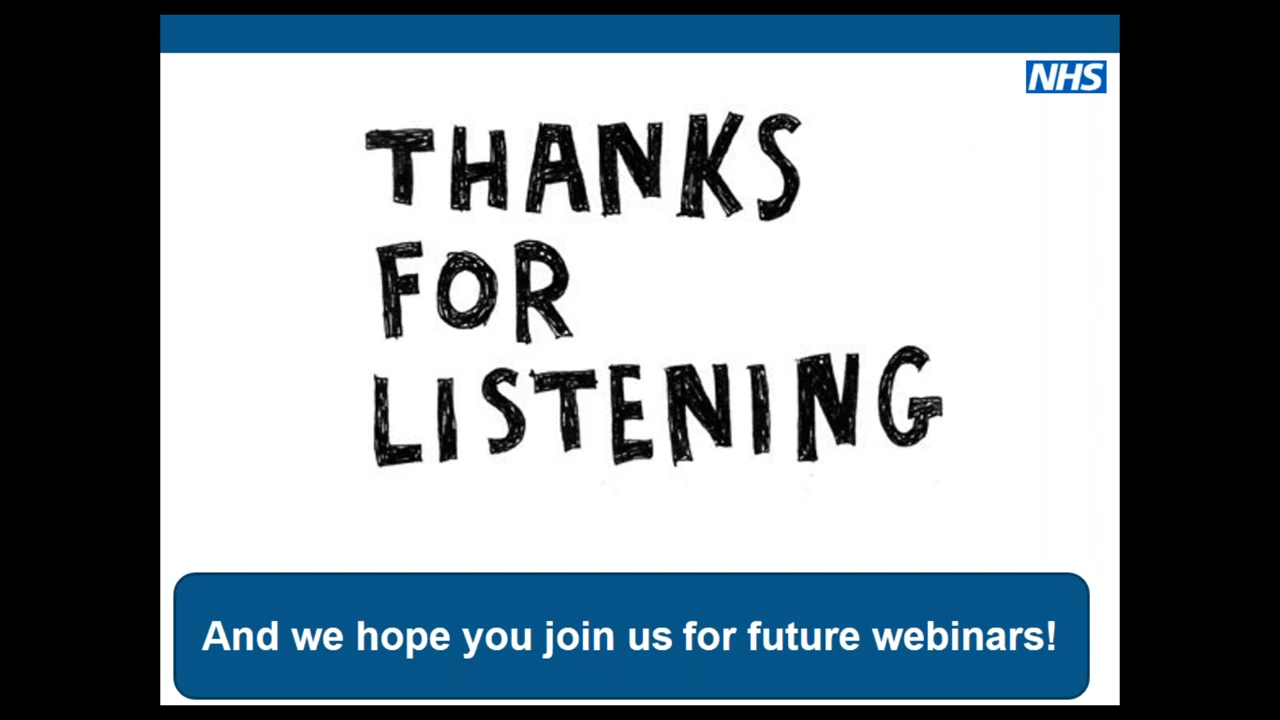 NHS
THANKS
FOR
LISTENING
And we hope you join us for future webinars!